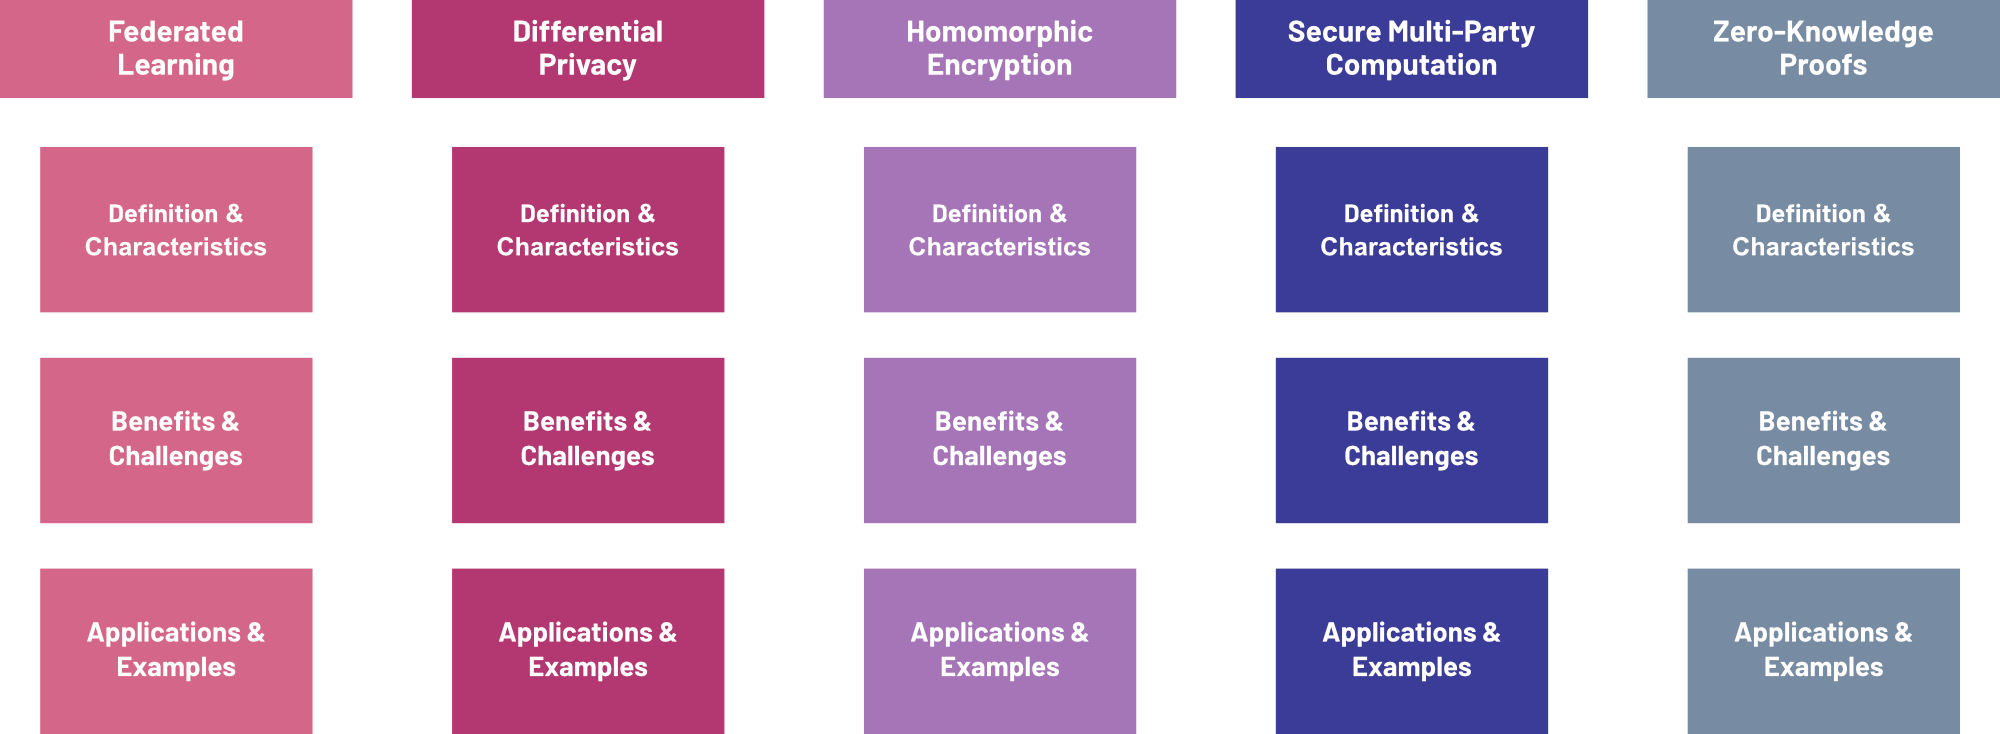 Federated
Learning
Differential
Privacy
Homomorphic
Encryption
Secure Multi-Party
Computation
Zero-Knowledge
Proofs
Definition &
Characteristics
Definition &
Characteristics
Definition &
Characteristics
Definition &
Characteristics
Definition &
Characteristics
Benefits &
Challenges
Benefits &
Challenges
Benefits &
Challenges
Benefits &
Challenges
Benefits &
Challenges
Applications &
Examples
Applications &
Examples
Applications &
Examples
Applications &
Examples
Applications &
Examples